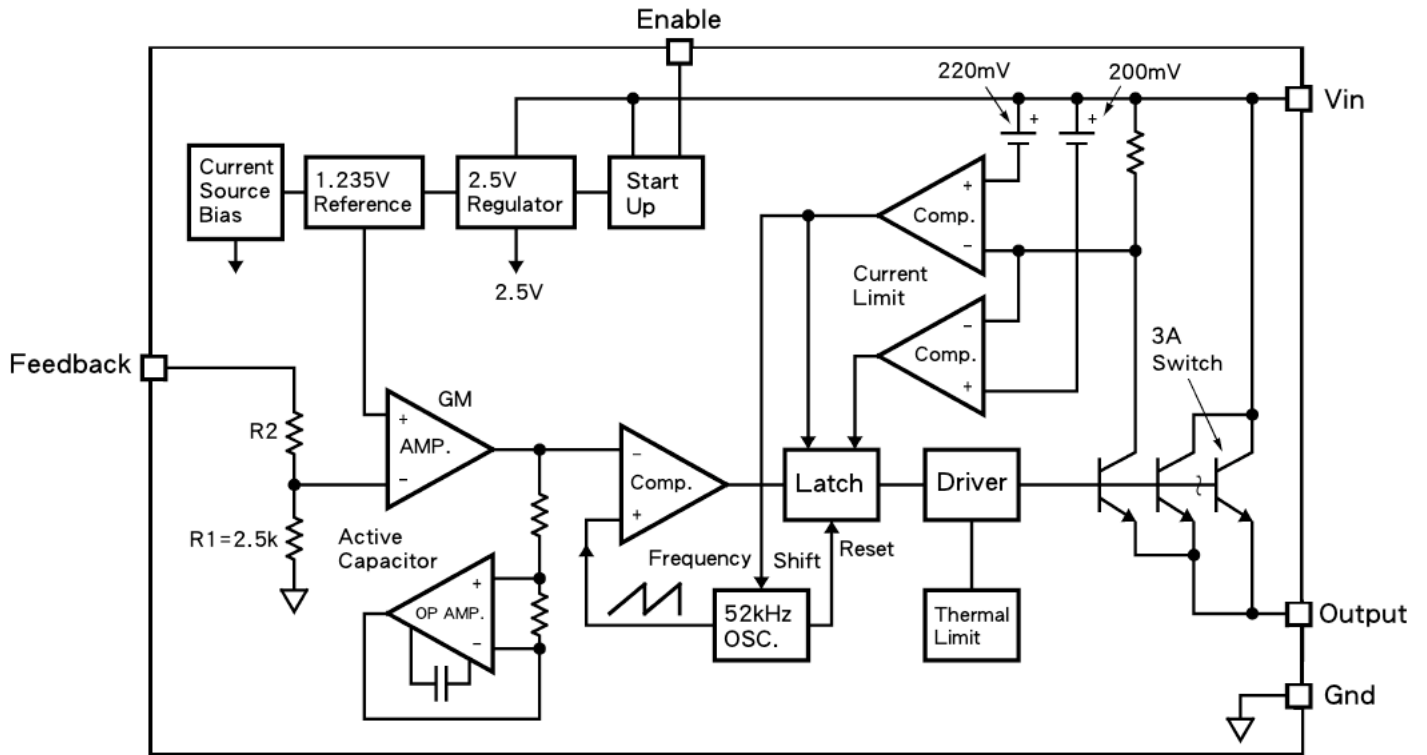 Enable
220mV
200mV
+
+
Vin
Current
Source
Bias
1.235V
Reference
2.5V
Regulator
Start
Up
+
Comp.
−
2.5V
Current
Limit
−
Comp.
+
3A
Switch
Feedback
R2
GM
+
AMP.
−
−
Comp.
+
Latch
Driver
R1=2.5k
Active
Capacitor
Frequency
Shift
Reset
+
OP AMP.
−
52kHz
OSC.
Thermal
Limit
Output
Gnd